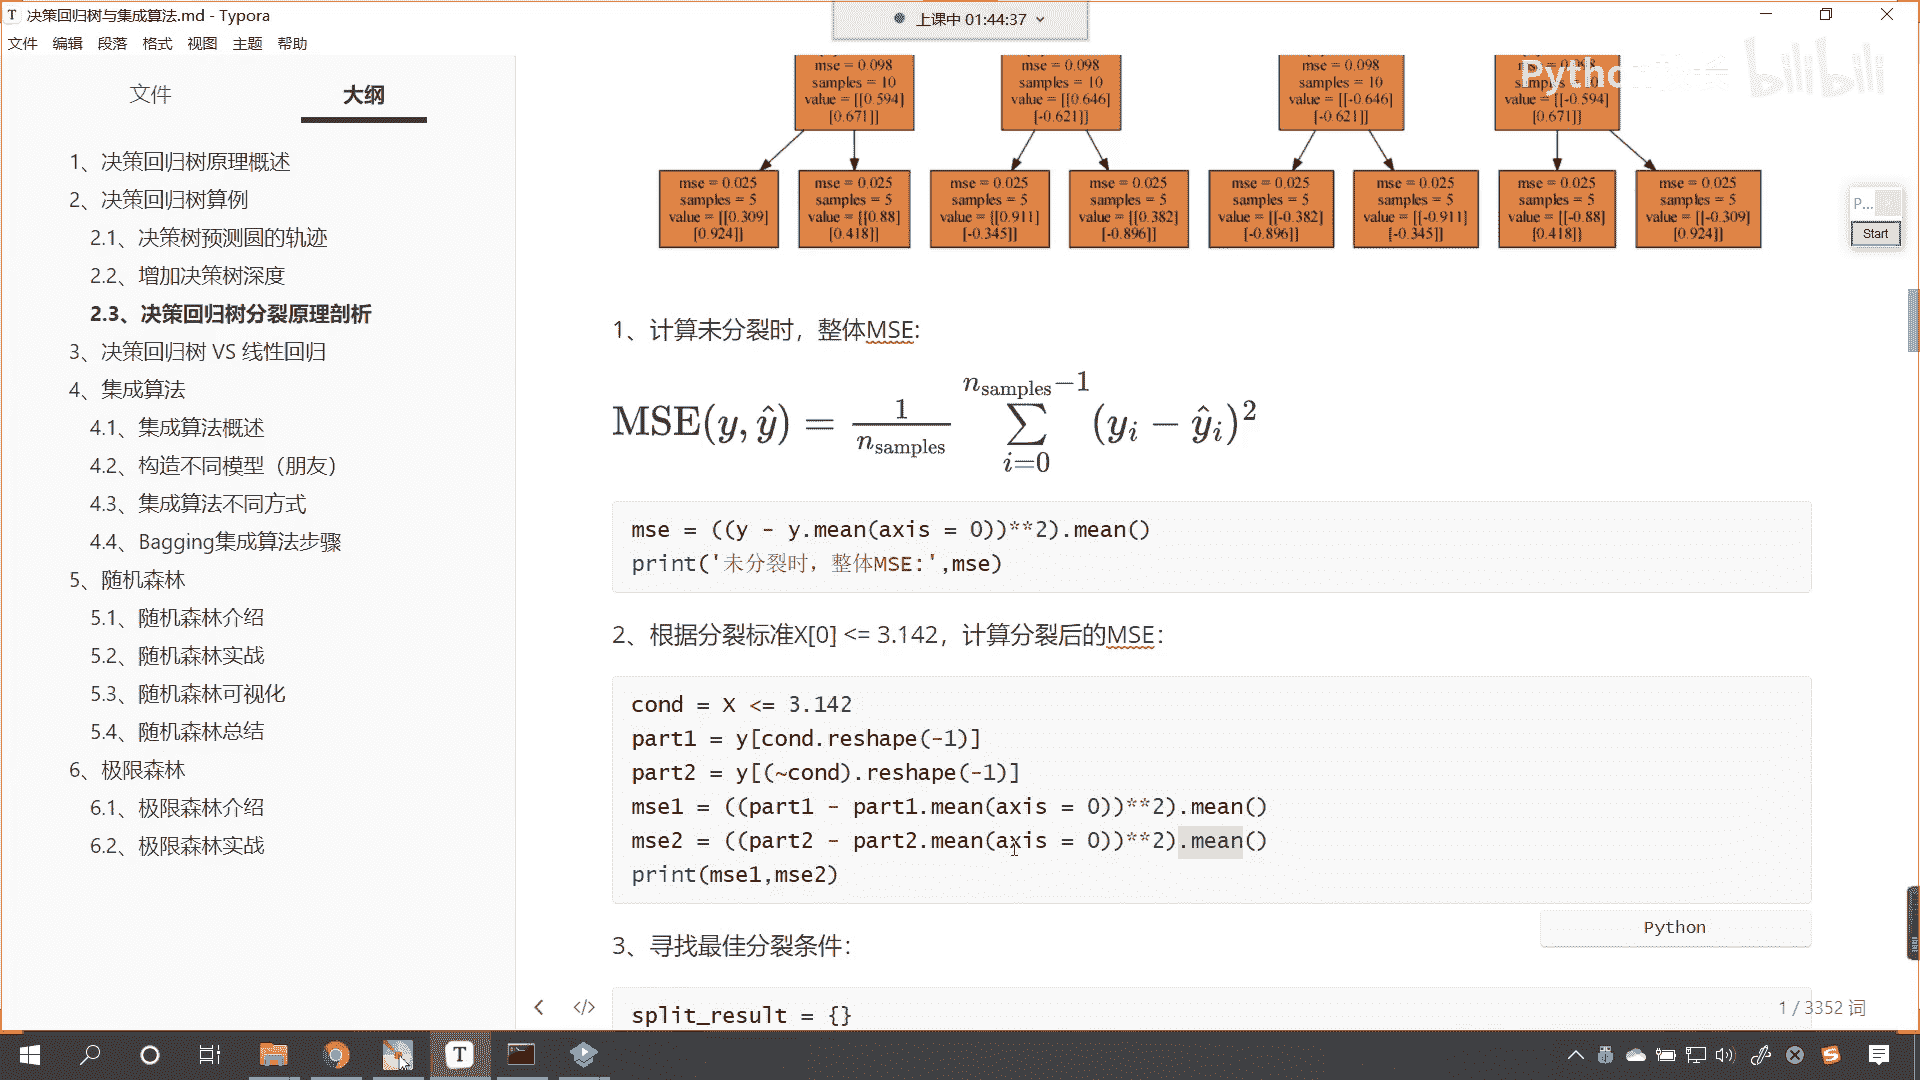 决策回归树与集成算法.md - Typora
上课中 01:44:37
文件 编辑 段落 格式 视图 主题 帮助
文件 大纲
1、决策回归树原理概述
2、决策回归树算例
2.1、决策树预测圆的轨迹
2.2、增加决策树深度
2.3、决策回归树分裂原理剖析
3、决策回归树 VS 线性回归
4、集成算法
4.1、集成算法概述
4.2、构造不同模型（朋友）
4.3、集成算法不同方式
4.4、Bagging集成算法步骤
5、随机森林
5.1、随机森林介绍
5.2、随机森林实战
5.3、随机森林可视化
5.4、随机森林总结
6、极限森林
6.1、极限森林介绍
6.2、极限森林实战
mse = 0.098
samples = 10
value = [[0.594]
[0.671]]
mse = 0.098
samples = 10
value = [[0.646]
[-0.621]]
mse = 0.098
samples = 10
value = [[-0.646]
[-0.621]]
[-0.594]
[0.671]]
mse = 0.025
samples = 5
value = [[0.309]
[0.924]]
mse = 0.025
samples = 5
value = [[0.88]
[0.418]]
mse = 0.025
samples = 5
value = [[0.911]
[-0.345]]
mse = 0.025
samples = 5
value = [[0.382]
[-0.896]]
mse = 0.025
samples = 5
value = [[-0.382]
[-0.896]]
mse = 0.025
samples = 5
value = [[-0.911]
[-0.345]]
mse = 0.025
samples = 5
value = [[-0.88]
[0.418]]
mse = 0.025
samples = 5
value = [[-0.309]
[0.924]]
bilibili
P...
Start
1、计算未分裂时，整体MSE:
MSE(y, ŷ) = 1/n_samples ∑_{i=0}^{n_samples−1} (y_i − ŷ_i)^2
mse = ((y - y.mean(axis = 0))**2).mean()
print('未分裂时，整体MSE:',mse)
2、根据分裂标准X[0] <= 3.142，计算分裂后的MSE：
cond = X <= 3.142
part1 = y[cond.reshape(-1)]
part2 = y[(~cond).reshape(-1)]
mse1 = ((part1 - part1.mean(axis = 0))**2).mean()
mse2 = ((part2 - part2.mean(axis = 0))**2).mean()
print(mse1,mse2)
Python
3、寻找最佳分裂条件：
split_result = {}
1 / 3352 词